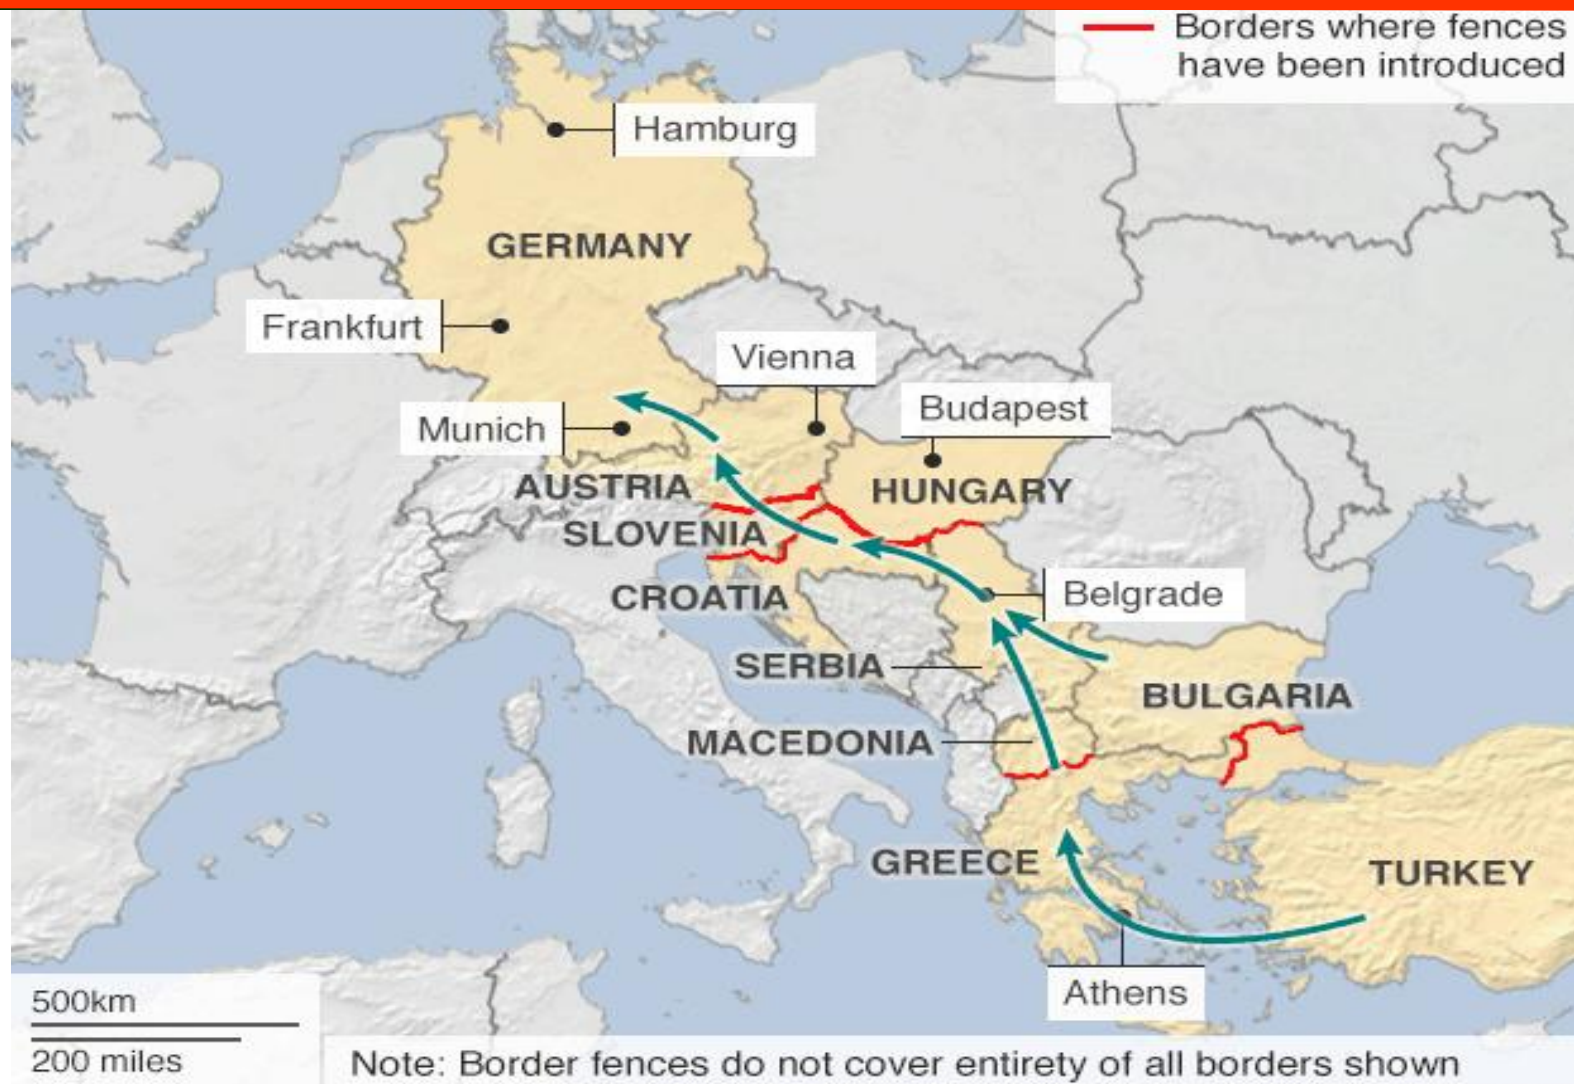 Borders where fences
have been introduced
Hamburg
GERMANY
Frankfurt
Vienna
Budapest
Munich
AUSTRIA
HUNGARY
SLOVENIA
CROATIA
Belgrade
SERBIA
BULGARIA
MACEDONIA
GREECE
TURKEY
Athens
500km
200 miles
Note: Border fences do not cover entirety of all borders shown